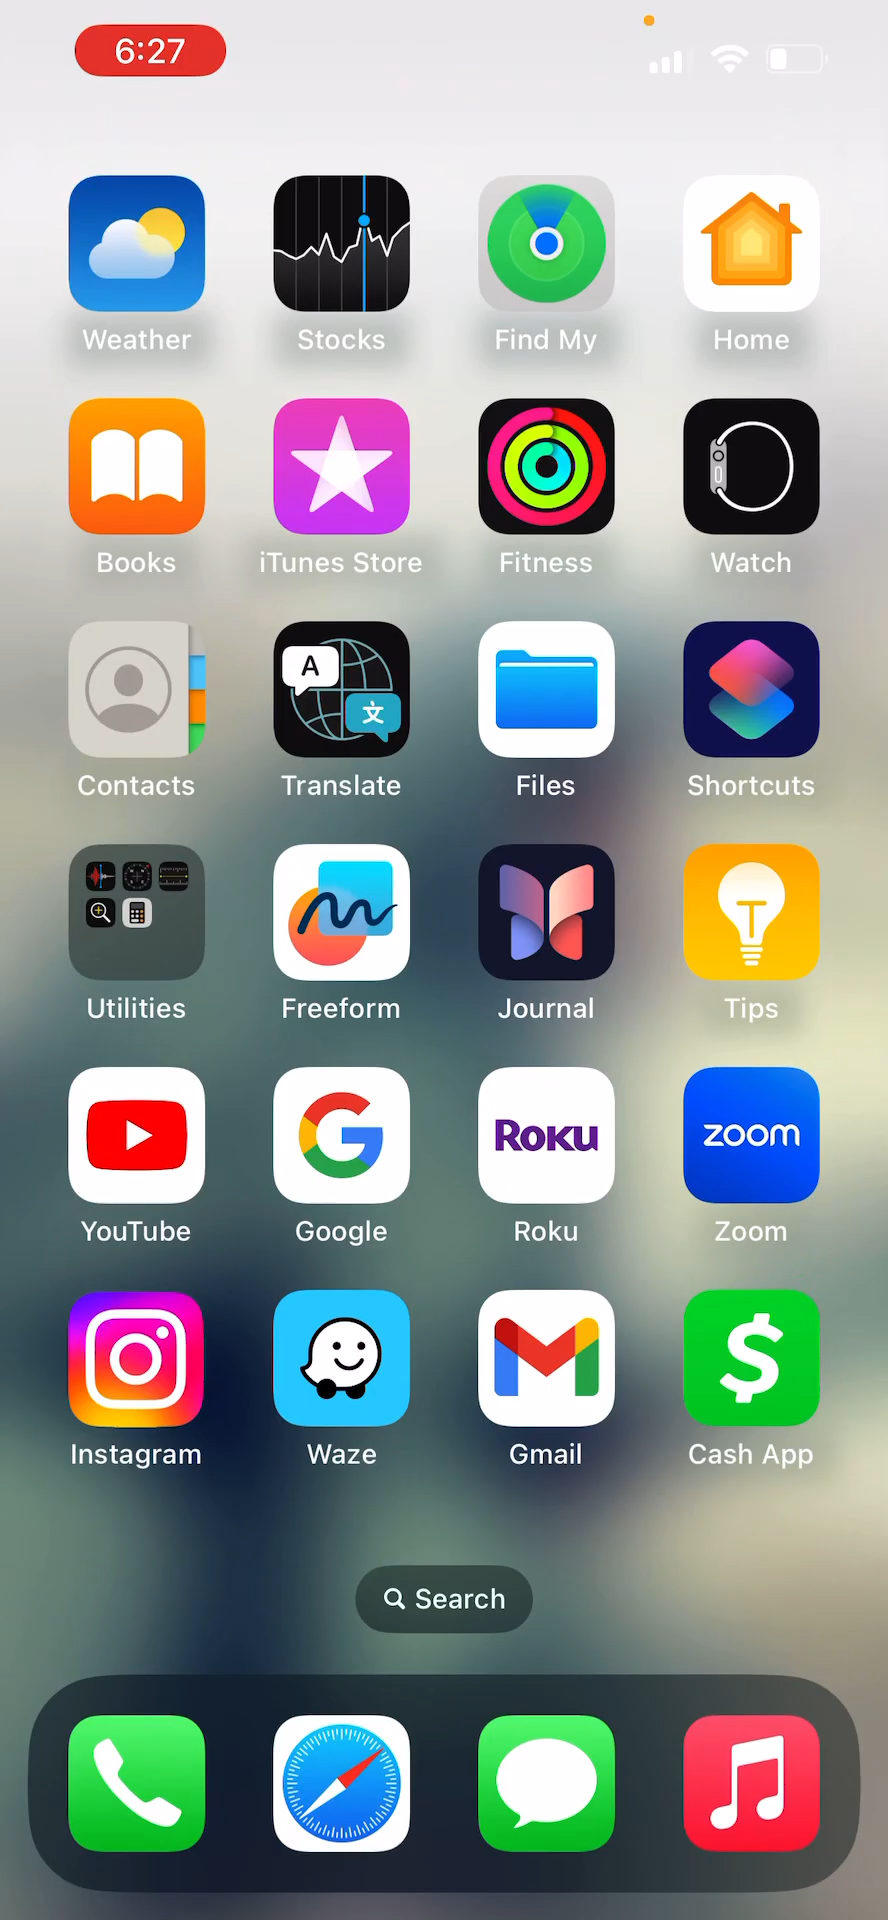 6:27
Weather Stocks Find My Home
Books iTunes Store Fitness Watch
A
文
Contacts Translate Files Shortcuts
Utilities Freeform Journal Tips
Roku zoom
YouTube Google Roku Zoom
$
Instagram Waze Gmail Cash App
Search